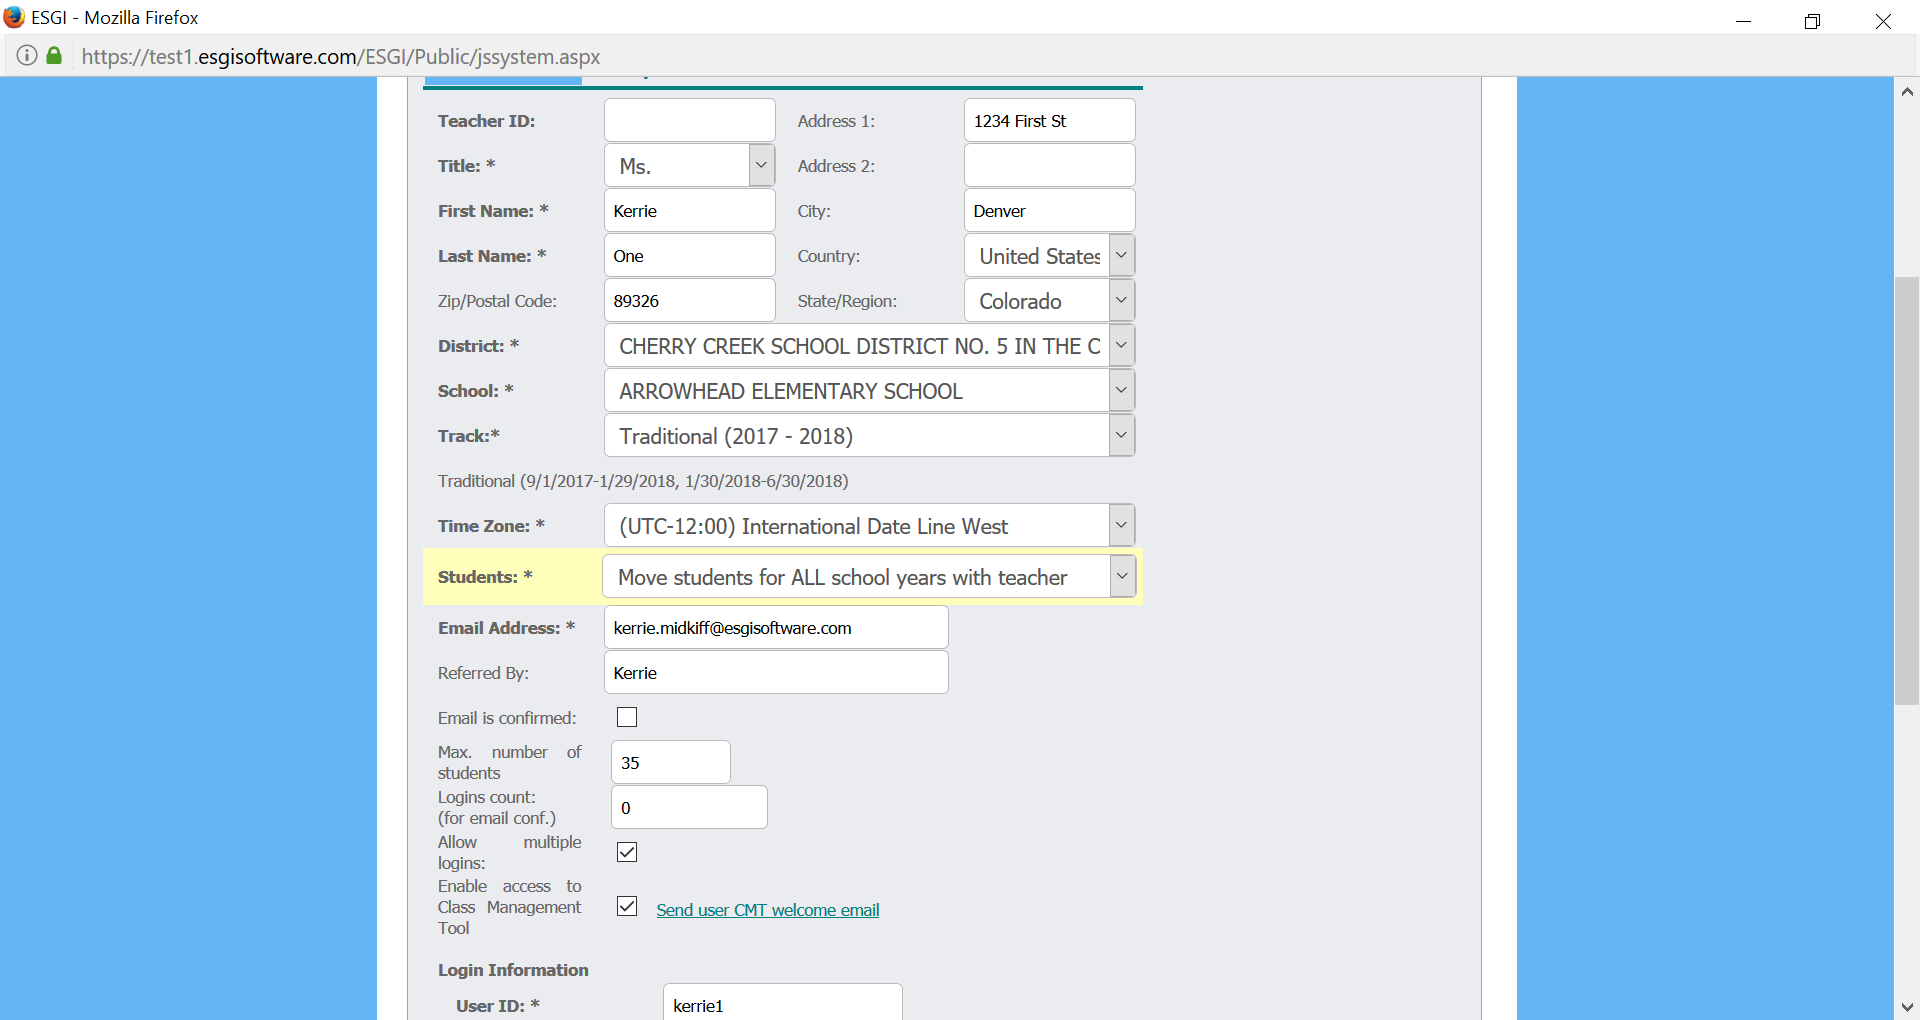 ESGI - Mozilla Firefox
https://test1.esgisoftware.com/ESGI/Public/jssystem.aspx
Teacher ID: Address 1: 1234 First St
Title: * Ms. Address 2:
First Name: * Kerrie City: Denver
Last Name: * One Country: United States
Zip/Postal Code: 89326 State/Region: Colorado
District: * CHERRY CREEK SCHOOL DISTRICT NO. 5 IN THE C
School: * ARROWHEAD ELEMENTARY SCHOOL
Track:* Traditional (2017 - 2018)
Traditional (9/1/2017-1/29/2018, 1/30/2018-6/30/2018)
Time Zone: * (UTC-12:00) International Date Line West
Students: * Move students for ALL school years with teacher
Email Address: * kerrie.midkiff@esgisoftware.com
Referred By: Kerrie
Email is confirmed:
Max. number of
students 35
Logins count:
(for email conf.) 0
Allow multiple
logins:
Enable access to
Class Management
Tool
Send user CMT welcome email
Login Information
User ID: * kerrie1